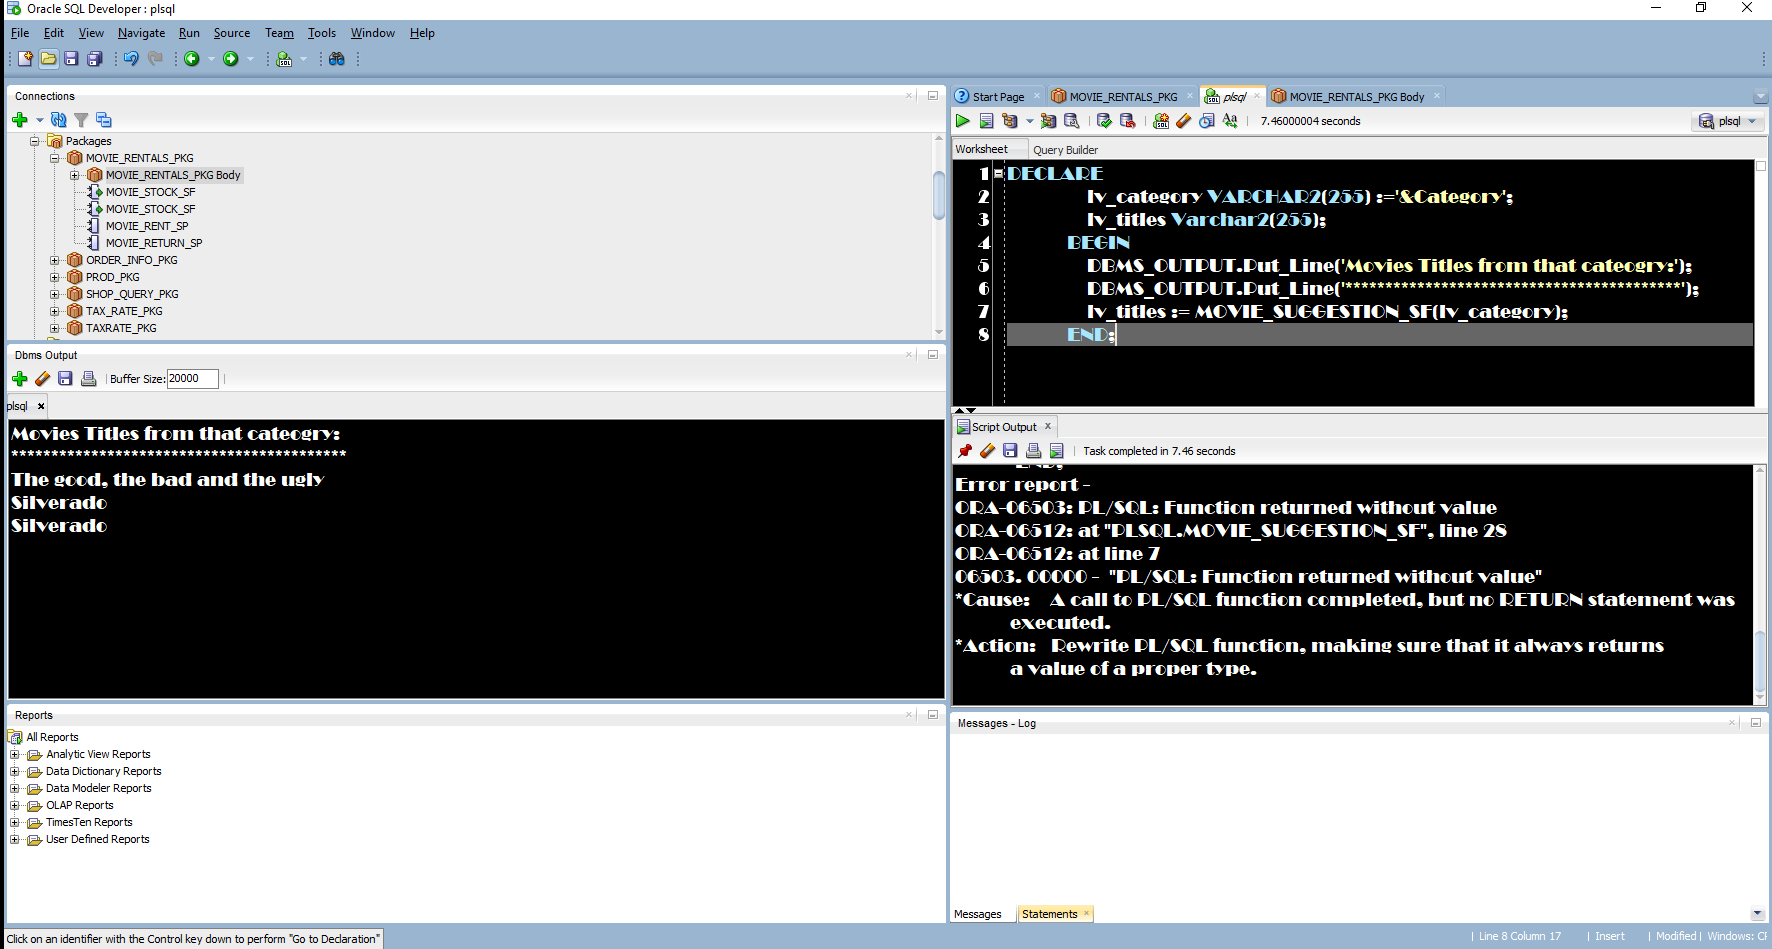 Oracle SQL Developer : plsql
File Edit View Navigate Run Source Team Tools Window Help
Connections
Packages
MOVIE_RENTALS_PKG
MOVIE_RENTALS_PKG Body
MOVIE_STOCK_SF
MOVIE_STOCK_SF
MOVIE_RENT_SP
MOVIE_RETURN_SP
ORDER_INFO_PKG
PROD_PKG
SHOP_QUERY_PKG
TAX_RATE_PKG
TAXRATE_PKG
Dbms Output
Buffer Size: 20000
plsql
Movies Titles from that cateogry:
******************************************
The good, the bad and the ugly
Silverado
Silverado
Reports
All Reports
Analytic View Reports
Data Dictionary Reports
Data Modeler Reports
OLAP Reports
TimesTen Reports
User Defined Reports
Start Page MOVIE_RENTALS_PKG plsql MOVIE_RENTALS_PKG Body
7.46000004 seconds plsql
Worksheet Query Builder
1 DECLARE
2 lv_category VARCHAR2(255) :='&Category';
3 lv_titles Varchar2(255);
4 BEGIN
5 DBMS_OUTPUT.Put_Line('Movies Titles from that cateogry:');
6 DBMS_OUTPUT.Put_Line('******************************************');
7 lv_titles := MOVIE_SUGGESTION_SF(lv_category);
8 END;
Script Output
Task completed in 7.46 seconds
END;
Error report -
ORA-06503: PL/SQL: Function returned without value
ORA-06512: at "PLSQL.MOVIE_SUGGESTION_SF", line 28
ORA-06512: at line 7
06503. 00000 - "PL/SQL: Function returned without value"
*Cause: A call to PL/SQL function completed, but no RETURN statement was
executed.
*Action: Rewrite PL/SQL function, making sure that it always returns
a value of a proper type.
Messages - Log
Messages Statements
Click on an identifier with the Control key down to perform "Go to Declaration"
Line 8 Column 17 Insert Modified Windows: